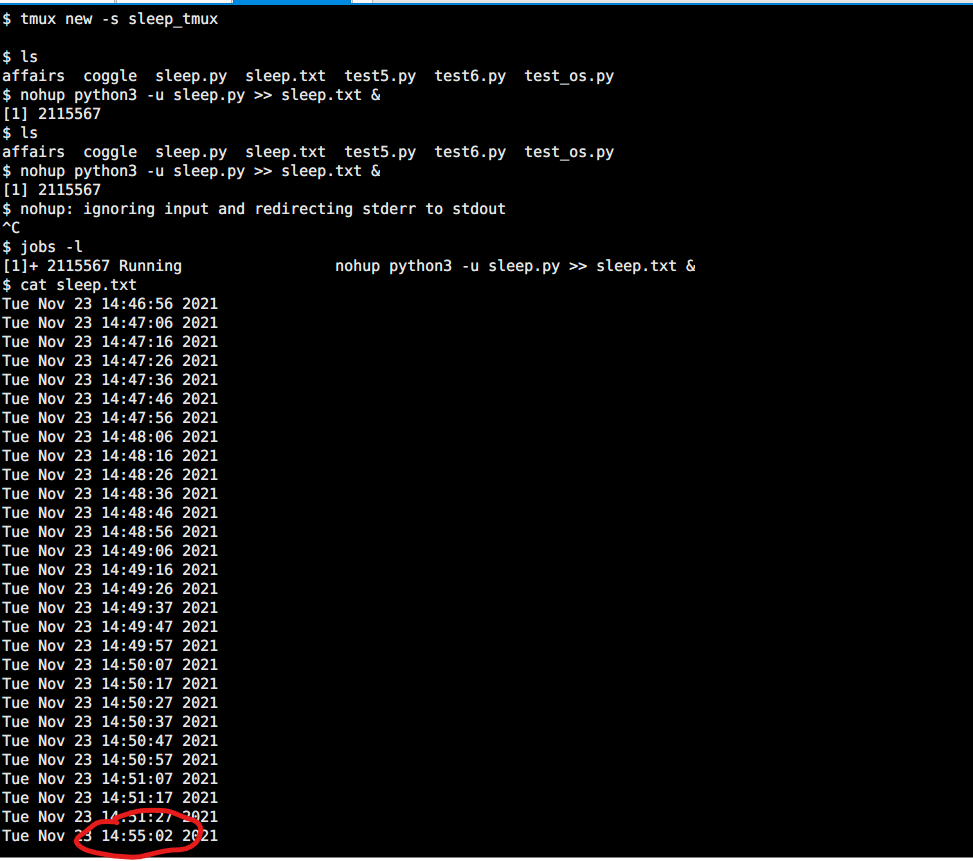 $ tmux new -s sleep_tmux
$ ls
affairs  coggle  sleep.py  sleep.txt  test5.py  test6.py  test_os.py
$ nohup python3 -u sleep.py >> sleep.txt &
[1] 2115567
$ ls
affairs  coggle  sleep.py  sleep.txt  test5.py  test6.py  test_os.py
$ nohup python3 -u sleep.py >> sleep.txt &
[1] 2115567
$ nohup: ignoring input and redirecting stderr to stdout
^C
$ jobs -l
[1]+ 2115567 Running                 nohup python3 -u sleep.py >> sleep.txt &
$ cat sleep.txt
Tue Nov 23 14:46:56 2021
Tue Nov 23 14:47:06 2021
Tue Nov 23 14:47:16 2021
Tue Nov 23 14:47:26 2021
Tue Nov 23 14:47:36 2021
Tue Nov 23 14:47:46 2021
Tue Nov 23 14:47:56 2021
Tue Nov 23 14:48:06 2021
Tue Nov 23 14:48:16 2021
Tue Nov 23 14:48:26 2021
Tue Nov 23 14:48:36 2021
Tue Nov 23 14:48:46 2021
Tue Nov 23 14:48:56 2021
Tue Nov 23 14:49:06 2021
Tue Nov 23 14:49:16 2021
Tue Nov 23 14:49:26 2021
Tue Nov 23 14:49:37 2021
Tue Nov 23 14:49:47 2021
Tue Nov 23 14:49:57 2021
Tue Nov 23 14:50:07 2021
Tue Nov 23 14:50:17 2021
Tue Nov 23 14:50:27 2021
Tue Nov 23 14:50:37 2021
Tue Nov 23 14:50:47 2021
Tue Nov 23 14:50:57 2021
Tue Nov 23 14:51:07 2021
Tue Nov 23 14:51:17 2021
Tue Nov 23 14:51:27 2021
Tue Nov 23 14:55:02 2021